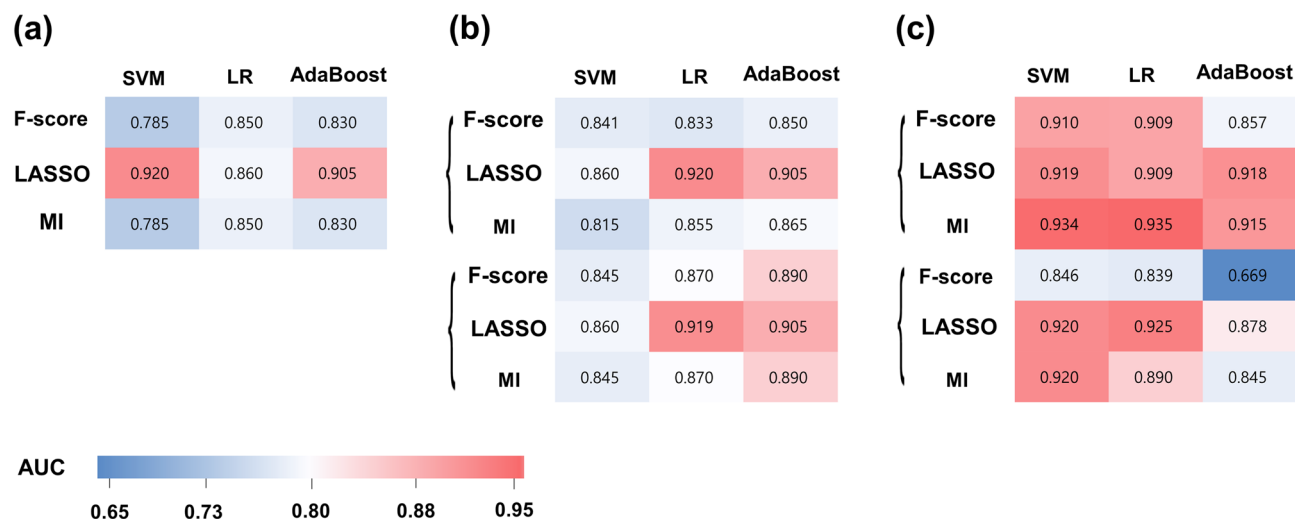 (a)
(b)
(c)
SVM LR AdaBoost
F-score 0.785 0.850 0.830
LASSO 0.920 0.860 0.905
MI 0.785 0.850 0.830
SVM LR AdaBoost
F-score 0.841 0.833 0.850
LASSO 0.860 0.920 0.905
MI 0.815 0.855 0.865
F-score 0.845 0.870 0.890
LASSO 0.860 0.919 0.905
MI 0.845 0.870 0.890
SVM LR AdaBoost
F-score 0.910 0.909 0.857
LASSO 0.919 0.909 0.918
MI 0.934 0.935 0.915
F-score 0.846 0.839 0.669
LASSO 0.920 0.925 0.878
MI 0.920 0.890 0.845
AUC
0.65 0.73 0.80 0.88 0.95